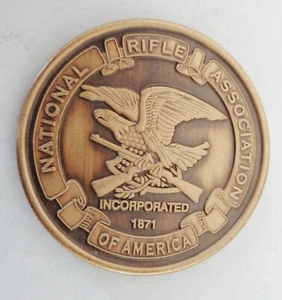 NATIONAL RIFLE ASSOCIATION
INCORPORATED
1871
OF AMERICA